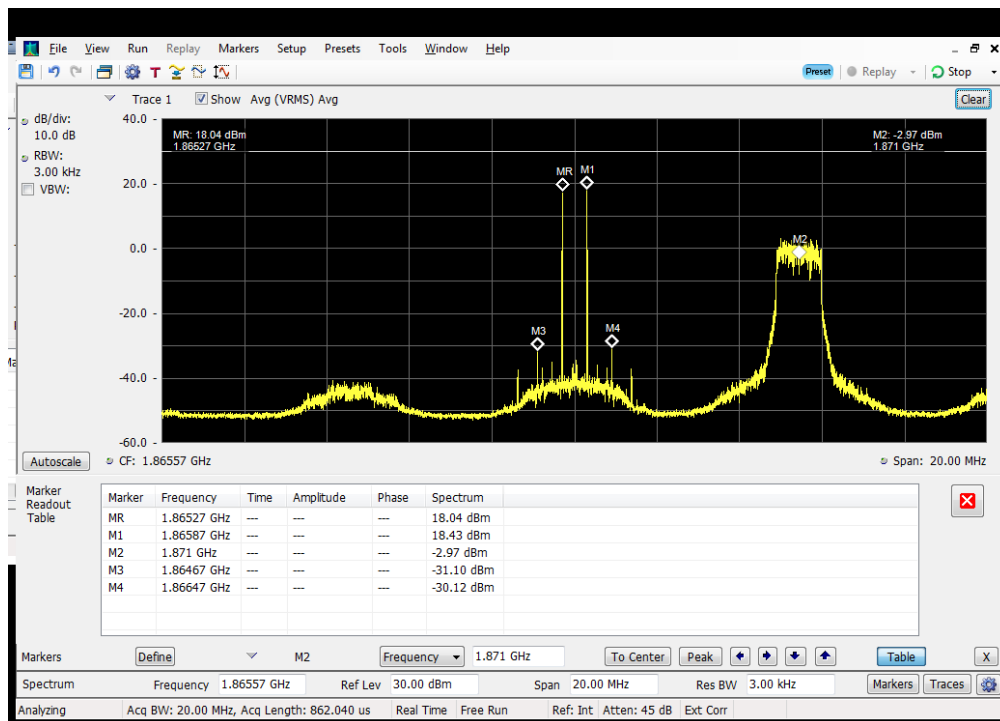 File View Run Replay Markers Setup Presets Tools Window Help
Preset Replay Stop
Trace 1 Show Avg (VRMS) Avg Clear
dB/div:
10.0 dB
RBW:
3.00 kHz
VBW:
40.0
20.0
0.0
-20.0
-40.0
-60.0
MR: 18.04 dBm
1.86527 GHz
M2: -2.97 dBm
1.871 GHz
MR M1
M2
M3
M4
Autoscale CF: 1.86557 GHz Span: 20.00 MHz
Marker
Readout
Table
Marker Frequency Time Amplitude Phase Spectrum
MR 1.86527 GHz --- --- --- 18.04 dBm
M1 1.86587 GHz --- --- --- 18.43 dBm
M2 1.871 GHz --- --- --- -2.97 dBm
M3 1.86467 GHz --- --- --- -31.10 dBm
M4 1.86647 GHz --- --- --- -30.12 dBm
Markers Define M2 Frequency 1.871 GHz To Center Peak Table X
Spectrum Frequency 1.86557 GHz Ref Lev 30.00 dBm Span 20.00 MHz Res BW 3.00 kHz Markers Traces
Analyzing Acq BW: 20.00 MHz, Acq Length: 862.040 us Real Time Free Run Ref: Int Atten: 45 dB Ext Corr